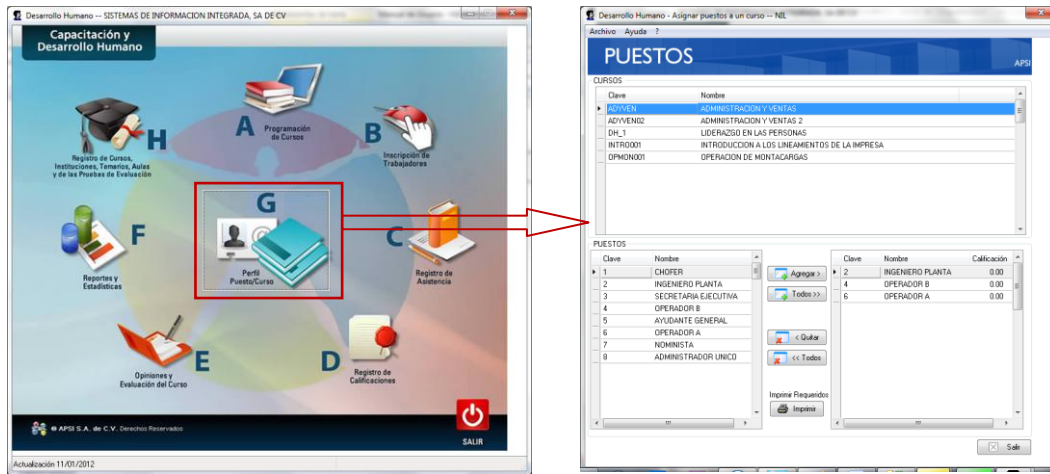 Desarrollo Humano -- SISTEMAS DE INFORMACION INTEGRADA, SA DE CV
Capacitación y
Desarrollo Humano
A
Programación
de Cursos
B
Inscripción de
Trabajadores
H
Registro de Cursos,
Instituciones, Temarios, Aulas
y de las Pruebas de Evaluación
G
Perfil
Puesto/Curso
C
Registro de
Asistencia
F
Reportes y
Estadísticas
E
Opiniones y
Evaluación del Curso
D
Registro de
Calificaciones
© APSI S.A. de C.V. Derechos Reservados
SALIR
Actualización 11/01/2012
Desarrollo Humano - Asignar puestos a un curso -- NIL
Archivo Ayuda ?
PUESTOS
APSI
CURSOS
Clave Nombre
ADYVEN ADMINISTRACION Y VENTAS
ADYVEN02 ADMINISTRACION Y VENTAS 2
DH_1 LIDERAZGO EN LAS PERSONAS
INTRO001 INTRODUCCION A LOS LINEAMIENTOS DE LA IMPRESA
OPMON001 OPERACION DE MONTACARGAS
PUESTOS
Clave Nombre
1 CHOFER
2 INGENIERO PLANTA
3 SECRETARIA EJECUTIVA
4 OPERADOR B
5 AYUDANTE GENERAL
6 OPERADOR A
7 NOMINISTA
8 ADMINISTRADOR UNICO
Agregar >
Todos >>
< Quitar
<< Todos
Imprimir Requeridos
Imprimir
Clave Nombre Calificación
2 INGENIERO PLANTA 0.00
4 OPERADOR B 0.00
6 OPERADOR A 0.00
Salir